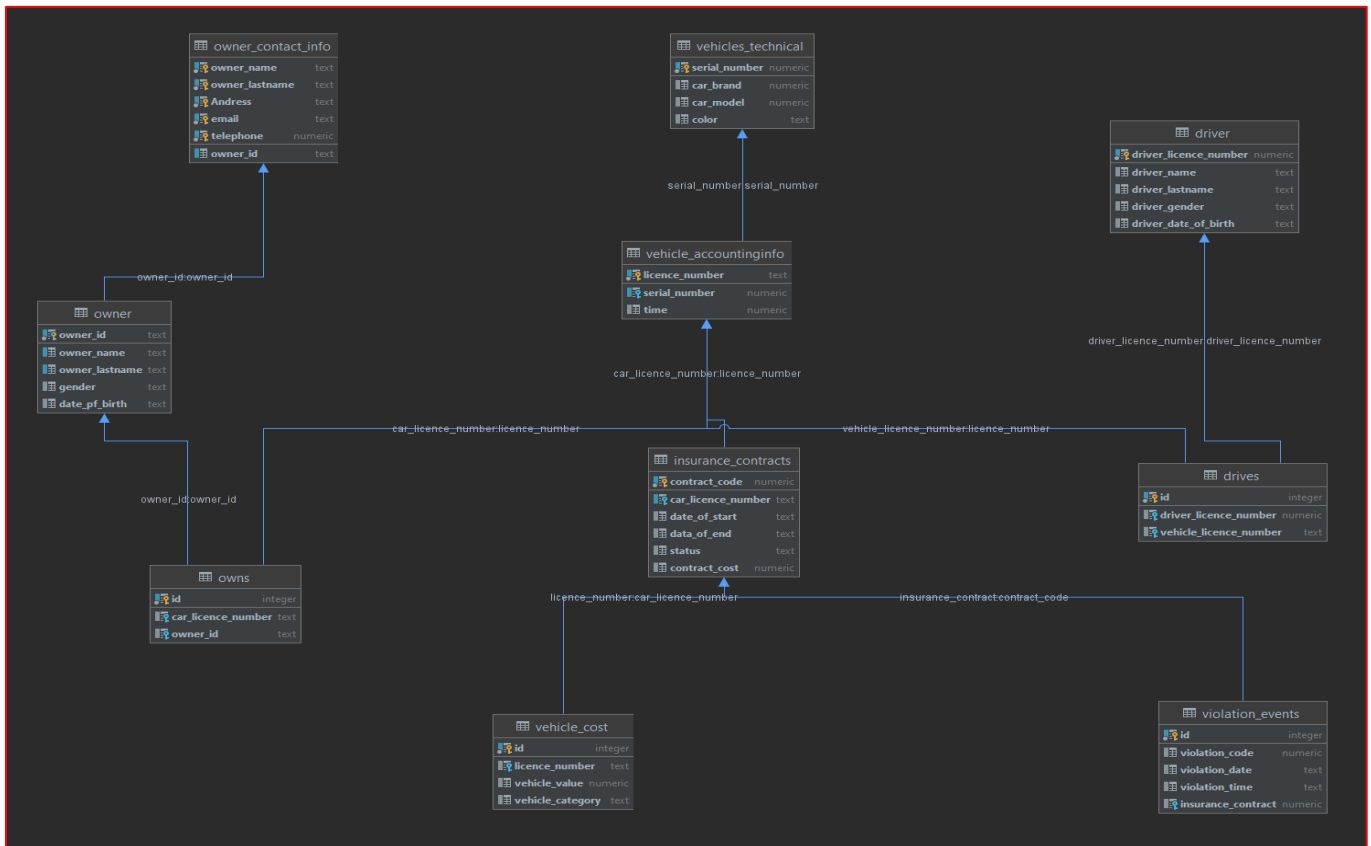 owner_contact_info
owner_name text
owner_lastname text
Andress text
email text
telephone numeric
owner_id text
vehicles_technical
serial_number numeric
car_brand numeric
car_model numeric
color text
driver
driver_licence_number numeric
driver_name text
driver_lastname text
driver_gender text
driver_datε_of_birth text
serial_number:serial_number
vehicle_accountinginfo
licence_number text
serial_number numeric
time numeric
owner_id:owner_id
owner
owner_id text
owner_name text
owner_lastname text
gender text
date_pf_birth text
driver_licence_number:driver_licence_number
car_licence_number:licence_number
car_licence_number:licence_number
vehicle_licence_number:licence_number
insurance_contracts
contract_code numeric
car_licence_number text
date_of_start text
data_of_end text
status text
contract_cost numeric
drives
id integer
driver_licence_number numeric
vehicle_licence_number text
owner_id:owner_id
owns
id integer
car_licence_number text
owner_id text
licence_number:car_licence_number
insurance_contract:contract_code
vehicle_cost
id integer
licence_number text
vehicle_value numeric
vehicle_category text
violation_events
id integer
violation_code numeric
violation_date text
violation_time text
insurance_contract numeric